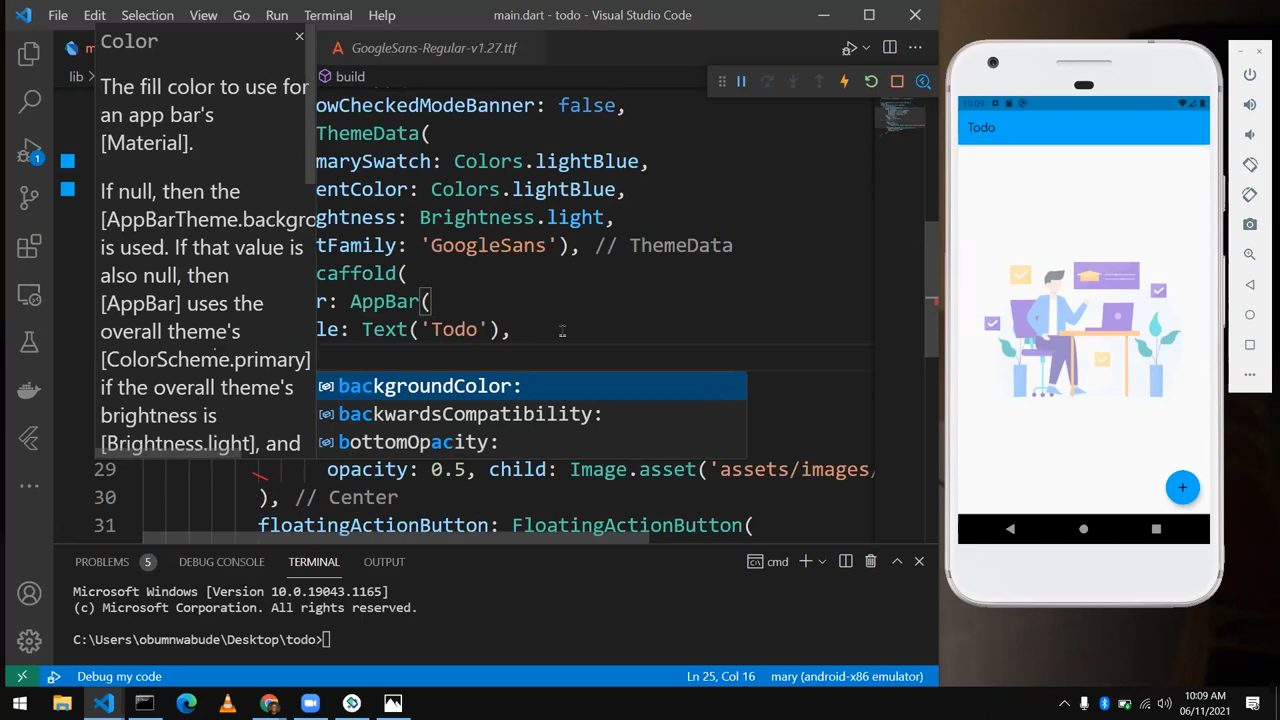 File Edit Selection View Go Run Terminal Help main.dart - todo - Visual Studio Code
Color
GoogleSans-Regular-v1.27.ttf
lib
build
The fill color to use for
an app bar's
[Material].
If null, then the
[AppBarTheme.backgro
is used. If that value is
also null, then
[AppBar] uses the
overall theme's
[ColorScheme.primary]
if the overall theme's
brightness is
[Brightness.light], and
owCheckedModeBanner: false,
ThemeData(
marySwatch: Colors.lightBlue,
entColor: Colors.lightBlue,
ghtness: Brightness.light,
tFamily: 'GoogleSans'), // ThemeData
caffold(
r: AppBar(
le: Text('Todo'),
backgroundColor:
backwardsCompatibility:
bottomOpacity:
29 opacity: 0.5, child: Image.asset('assets/images/
30 ), // Center
31 floatingActionButton: FloatingActionButton(
PROBLEMS 5 DEBUG CONSOLE TERMINAL OUTPUT
cmd
Microsoft Windows [Version 10.0.19043.1165]
(c) Microsoft Corporation. All rights reserved.
C:\Users\obumnwabude\Desktop\todo>
1
Debug my code
Ln 25, Col 16 mary (android-x86 emulator)
10:09
Todo
10:09 AM
06/11/2021